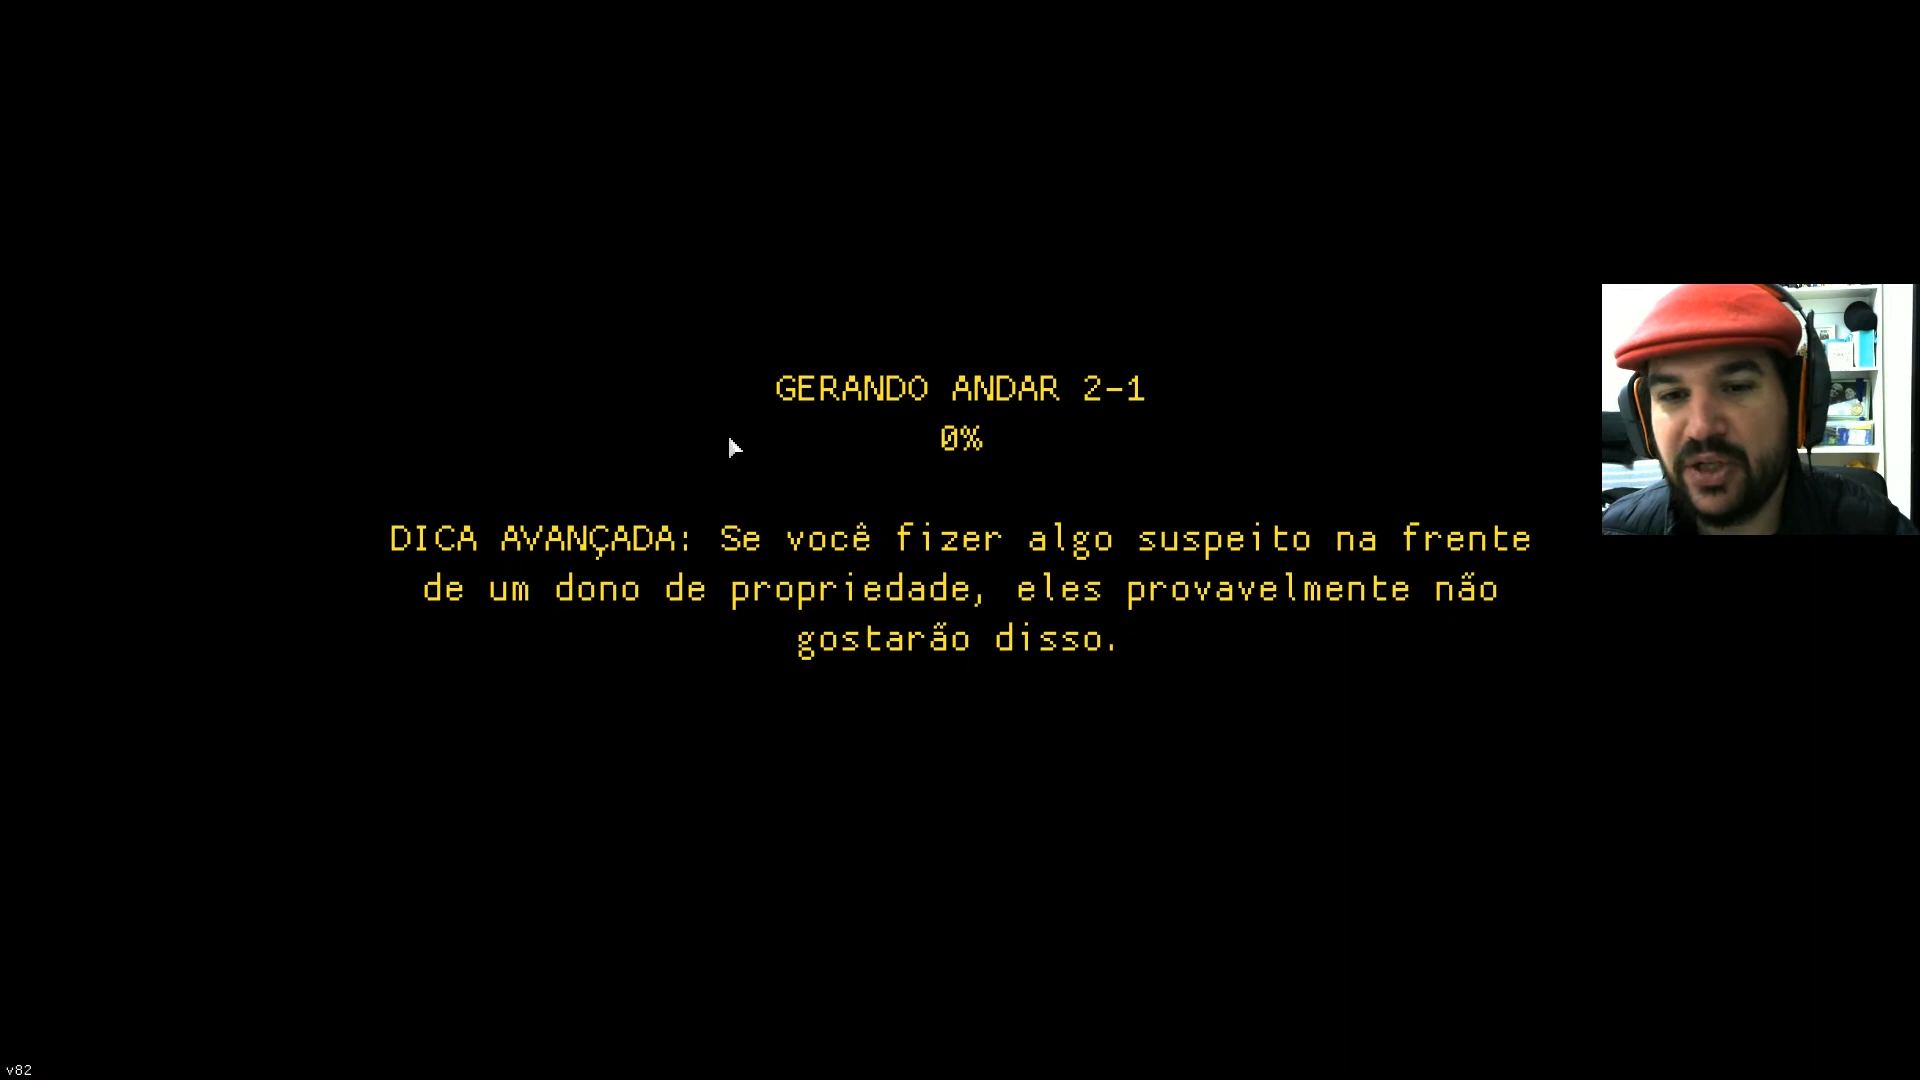 GERANDO ANDAR 2-1
0%
DICA AVANÇADA: Se você fizer algo suspeito na frente
de um dono de propriedade, eles provavelmente não
gostarão disso.
v82